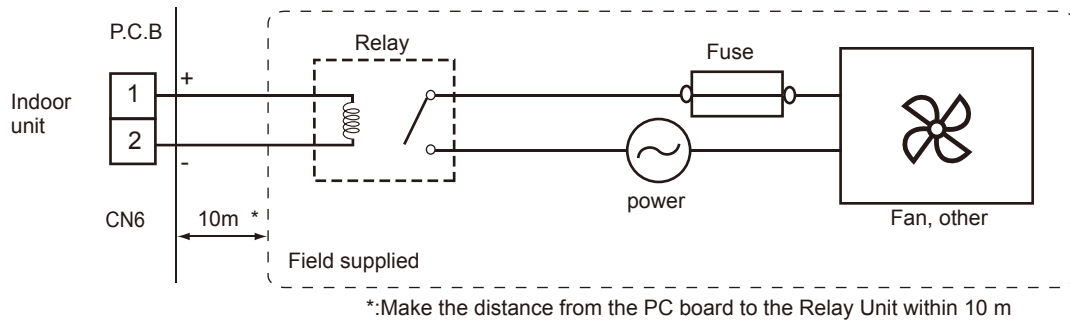 P.C.B
Relay
Fuse
Indoor
unit
1
+
2
-
power
Fan, other
CN6
10m *
Field supplied
*:Make the distance from the PC board to the Relay Unit within 10 m